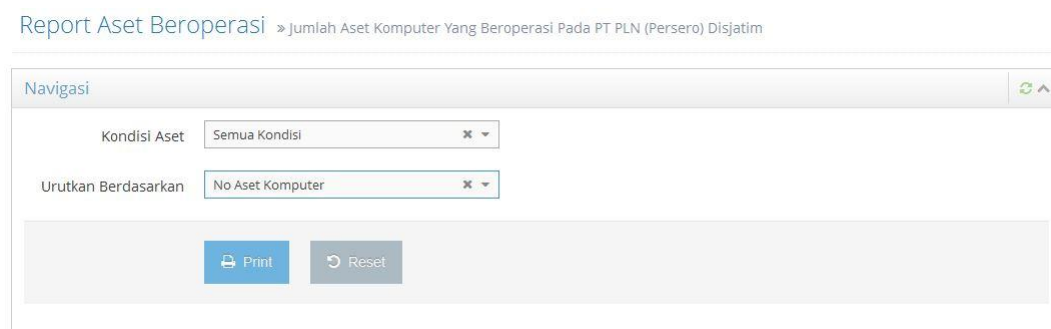 Report Aset Beroperasi » Jumlah Aset Komputer Yang Beroperasi Pada PT PLN (Persero) Disjatim
Navigasi
Kondisi Aset Semua Kondisi
Urutkan Berdasarkan No Aset Komputer
Print Reset